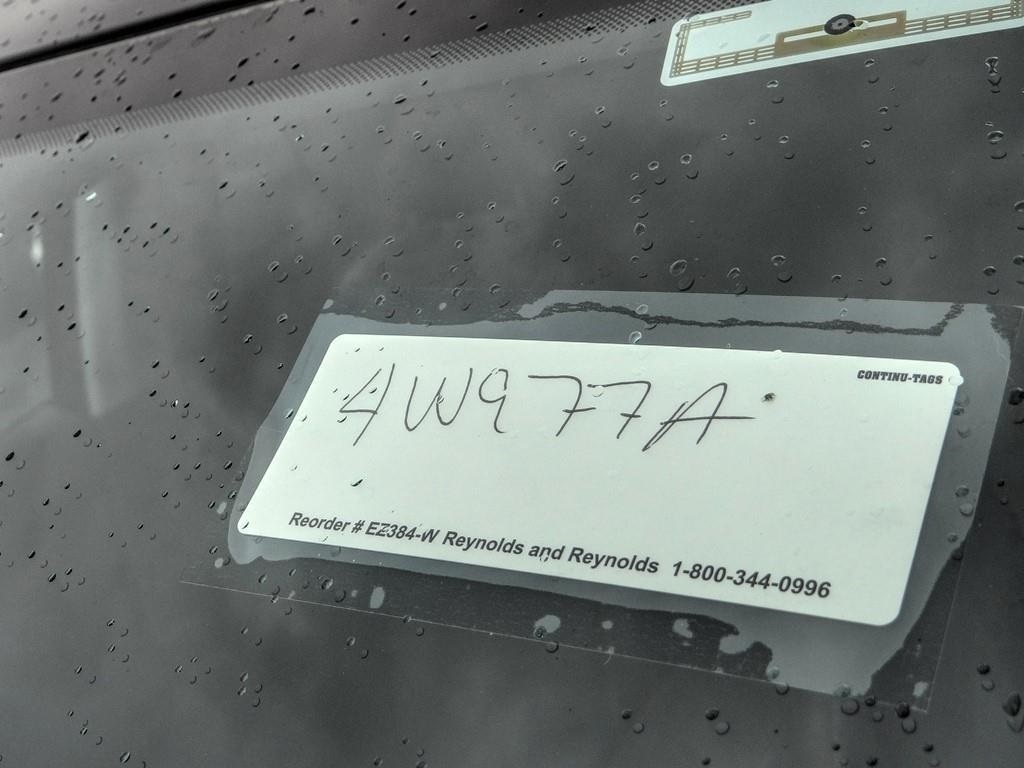 CONTINU-TAGS
4W977A
Reorder # EZ384-W Reynolds and Reynolds 1-800-344-0996